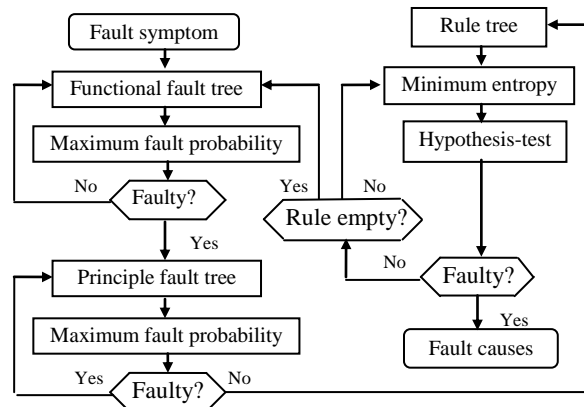 Fault symptom
Functional fault tree
Maximum fault probability
No
Faulty?
Yes
Principle fault tree
Maximum fault probability
Yes
Faulty?
No
Rule tree
Minimum entropy
Hypothesis-test
Yes
No
Rule empty?
No
Faulty?
Yes
Fault causes